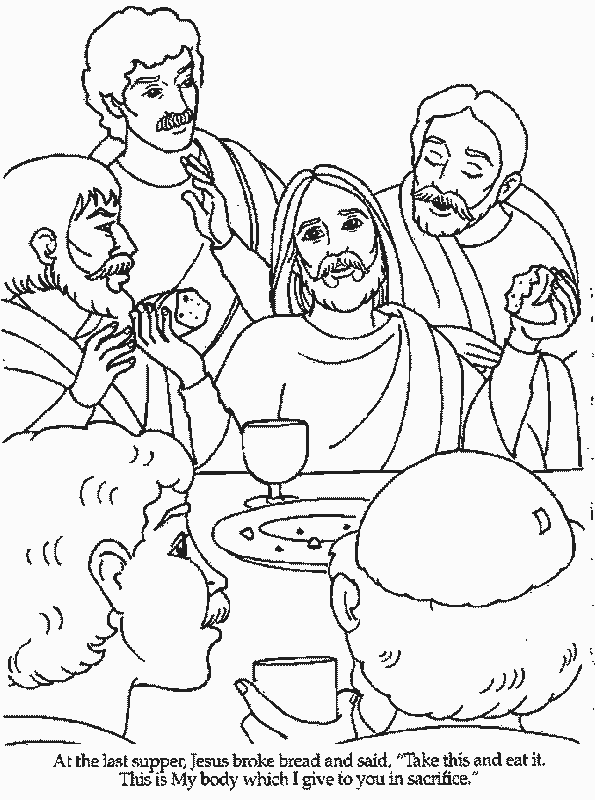 At the last supper, Jesus broke bread and said, "Take this and eat it.
This is My body which I give to you in sacrifice."